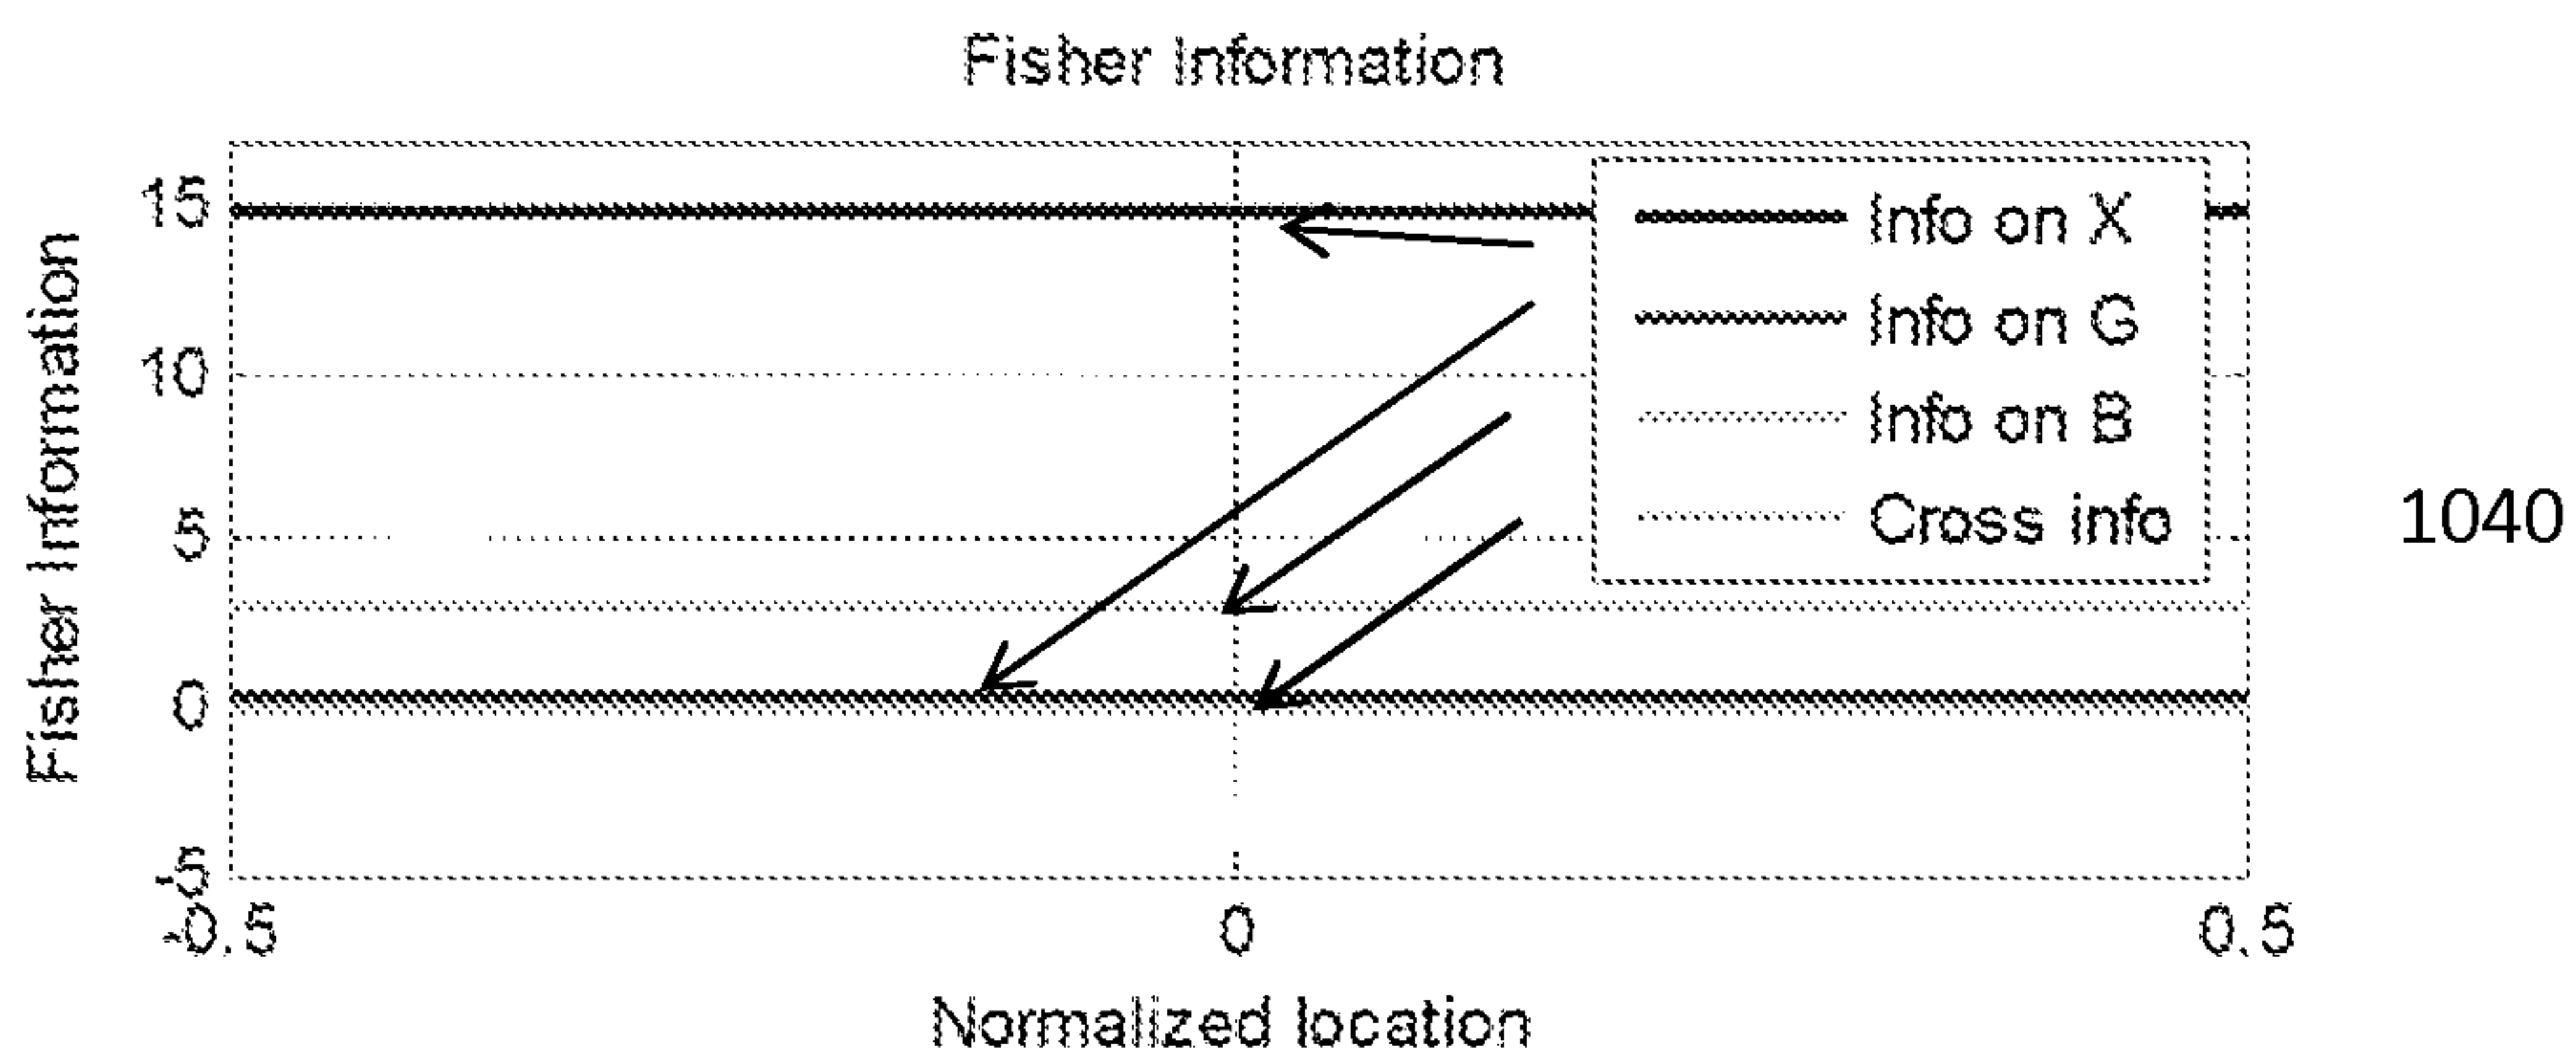 Fisher Information
Fisher Information
15
10
5
0
-5
-0.5
0
0.5
Normalized location
Info on X
Info on G
Info on B
Cross info
1040